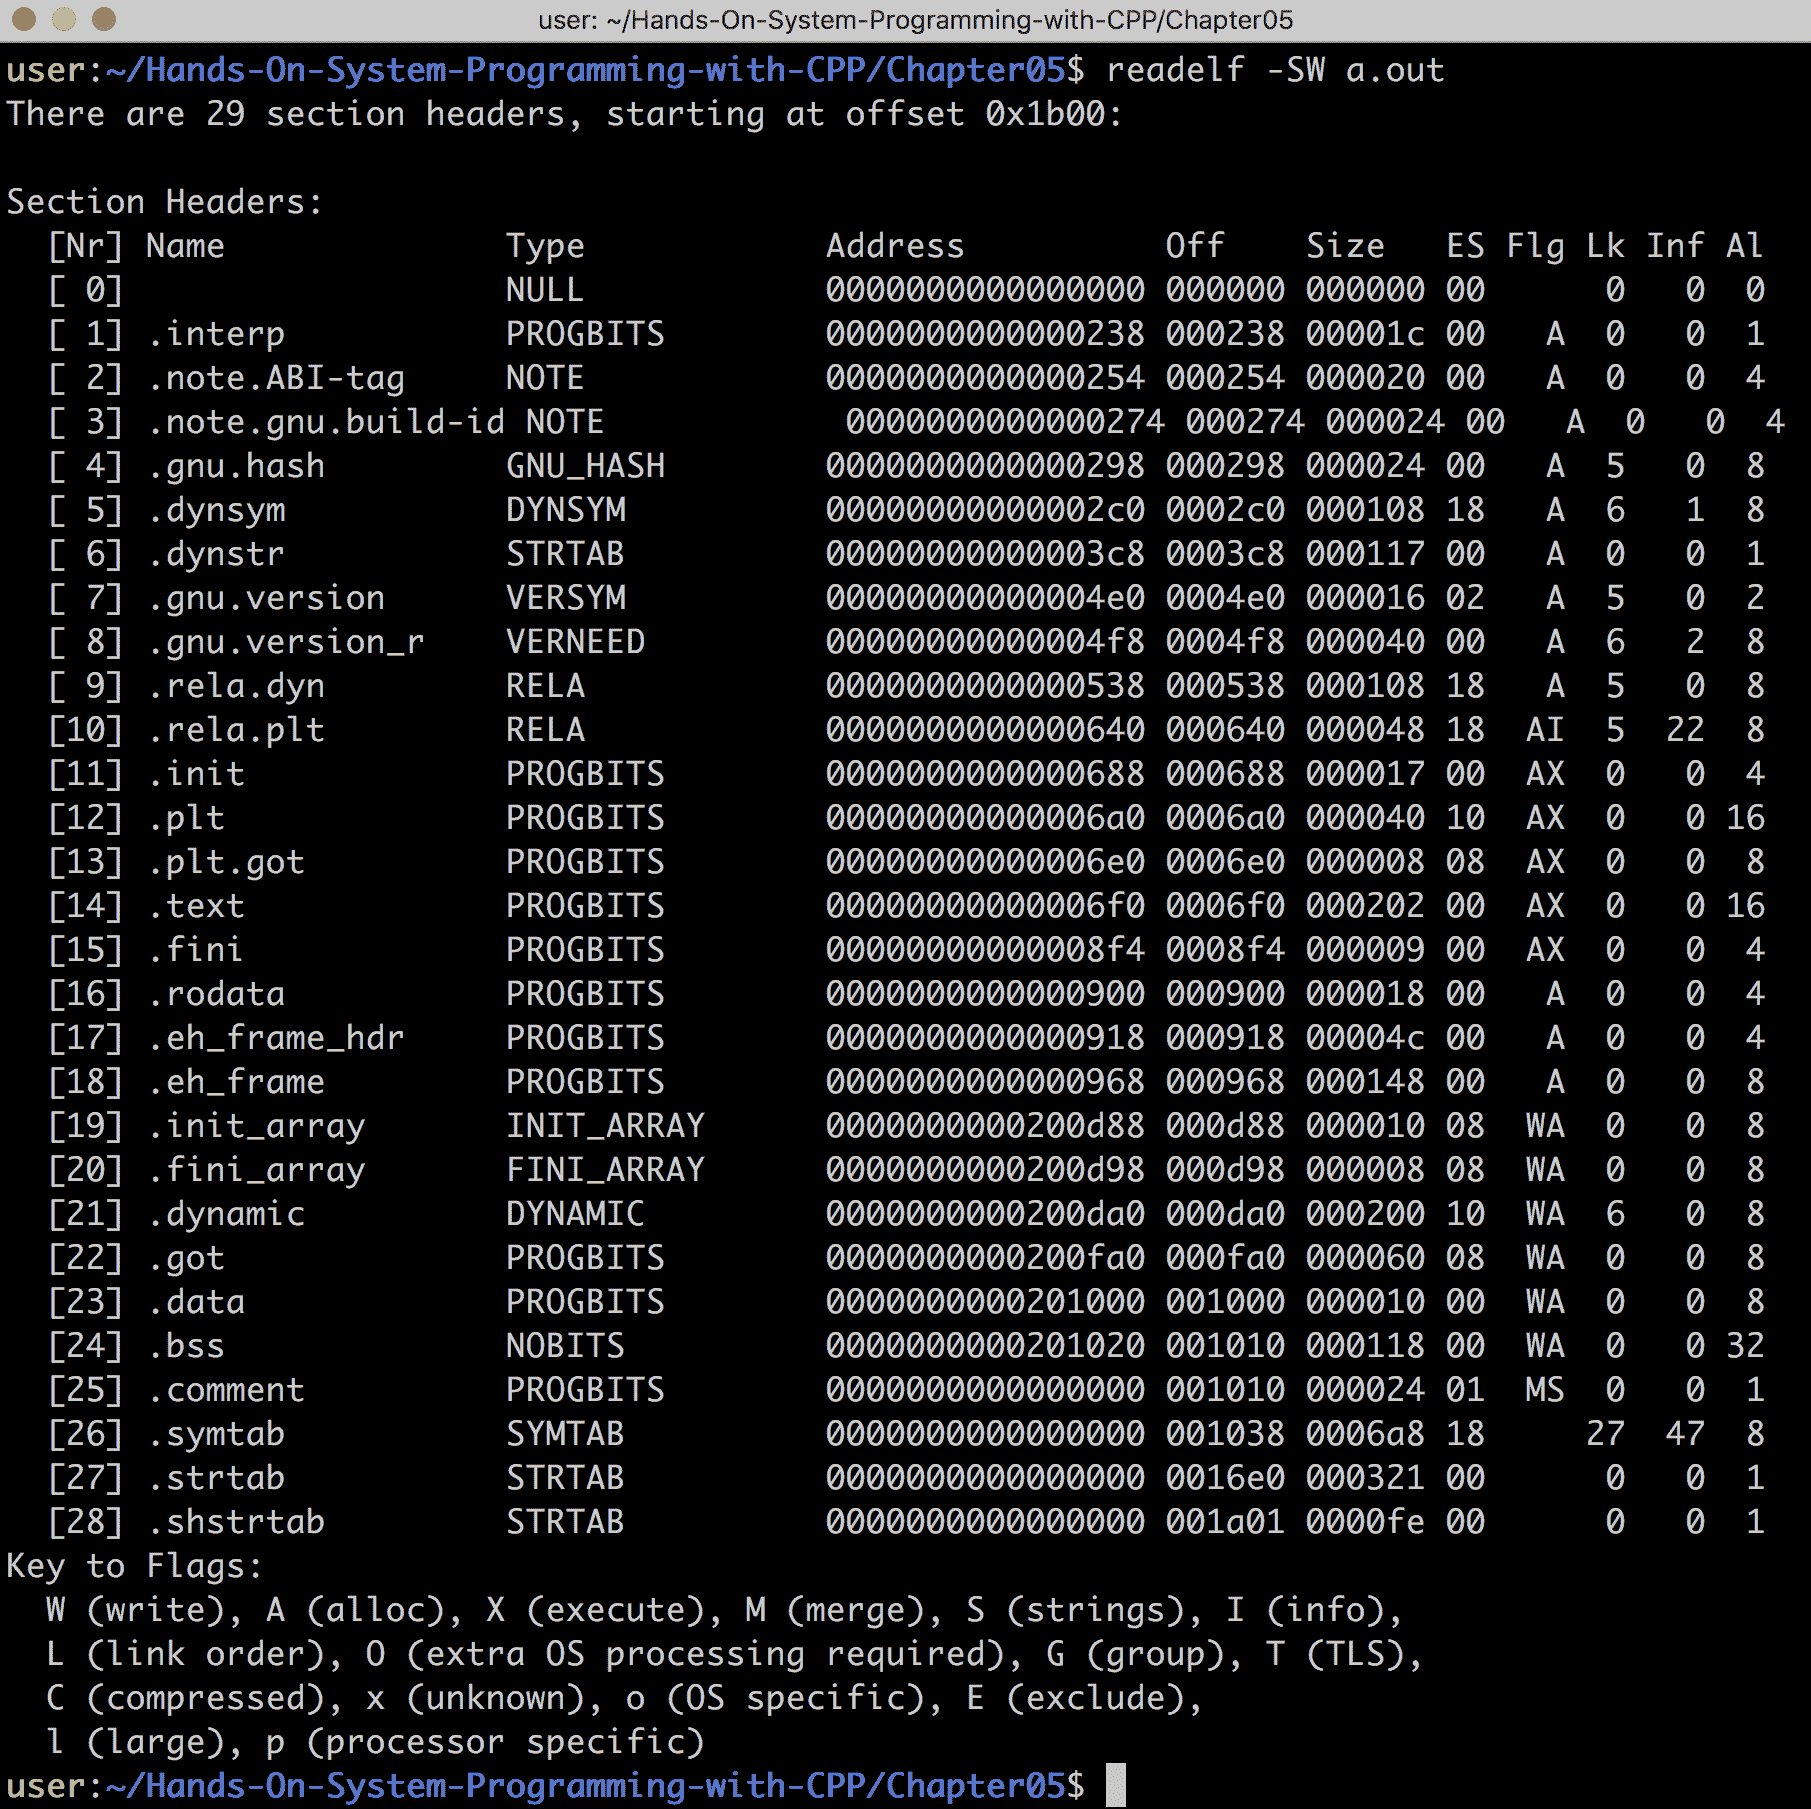 user: ~/Hands-On-System-Programming-with-CPP/Chapter05
user:~/Hands-On-System-Programming-with-CPP/Chapter05$ readelf -SW a.out
There are 29 section headers, starting at offset 0x1b00:

Section Headers:
  [Nr] Name              Type            Address          Off    Size   ES Flg Lk Inf Al
  [ 0]                   NULL            0000000000000000 000000 000000 00      0   0  0
  [ 1] .interp           PROGBITS        0000000000000238 000238 00001c 00   A  0   0  1
  [ 2] .note.ABI-tag     NOTE            0000000000000254 000254 000020 00   A  0   0  4
  [ 3] .note.gnu.build-id NOTE            0000000000000274 000274 000024 00   A  0   0  4
  [ 4] .gnu.hash         GNU_HASH        0000000000000298 000298 000024 00   A  5   0  8
  [ 5] .dynsym           DYNSYM          00000000000002c0 0002c0 000108 18   A  6   1  8
  [ 6] .dynstr           STRTAB          00000000000003c8 0003c8 000117 00   A  0   0  1
  [ 7] .gnu.version      VERSYM          00000000000004e0 0004e0 000016 02   A  5   0  2
  [ 8] .gnu.version_r    VERNEED         00000000000004f8 0004f8 000040 00   A  6   2  8
  [ 9] .rela.dyn         RELA            0000000000000538 000538 000108 18   A  5   0  8
  [10] .rela.plt         RELA            0000000000000640 000640 000048 18  AI  5  22  8
  [11] .init             PROGBITS        0000000000000688 000688 000017 00  AX  0   0  4
  [12] .plt              PROGBITS        00000000000006a0 0006a0 000040 10  AX  0   0 16
  [13] .plt.got          PROGBITS        00000000000006e0 0006e0 000008 08  AX  0   0  8
  [14] .text             PROGBITS        00000000000006f0 0006f0 000202 00  AX  0   0 16
  [15] .fini             PROGBITS        00000000000008f4 0008f4 000009 00  AX  0   0  4
  [16] .rodata           PROGBITS        0000000000000900 000900 000018 00   A  0   0  4
  [17] .eh_frame_hdr     PROGBITS        0000000000000918 000918 00004c 00   A  0   0  4
  [18] .eh_frame         PROGBITS        0000000000000968 000968 000148 00   A  0   0  8
  [19] .init_array       INIT_ARRAY      0000000000200d88 000d88 000010 08  WA  0   0  8
  [20] .fini_array       FINI_ARRAY      0000000000200d98 000d98 000008 08  WA  0   0  8
  [21] .dynamic          DYNAMIC         0000000000200da0 000da0 000200 10  WA  6   0  8
  [22] .got              PROGBITS        0000000000200fa0 000fa0 000060 08  WA  0   0  8
  [23] .data             PROGBITS        0000000000201000 001000 000010 00  WA  0   0  8
  [24] .bss              NOBITS          0000000000201020 001010 000118 00  WA  0   0 32
  [25] .comment          PROGBITS        0000000000000000 001010 000024 01  MS  0   0  1
  [26] .symtab           SYMTAB          0000000000000000 001038 0006a8 18     27  47  8
  [27] .strtab           STRTAB          0000000000000000 0016e0 000321 00      0   0  1
  [28] .shstrtab         STRTAB          0000000000000000 001a01 0000fe 00      0   0  1
Key to Flags:
  W (write), A (alloc), X (execute), M (merge), S (strings), I (info),
  L (link order), O (extra OS processing required), G (group), T (TLS),
  C (compressed), x (unknown), o (OS specific), E (exclude),
  l (large), p (processor specific)
user:~/Hands-On-System-Programming-with-CPP/Chapter05$